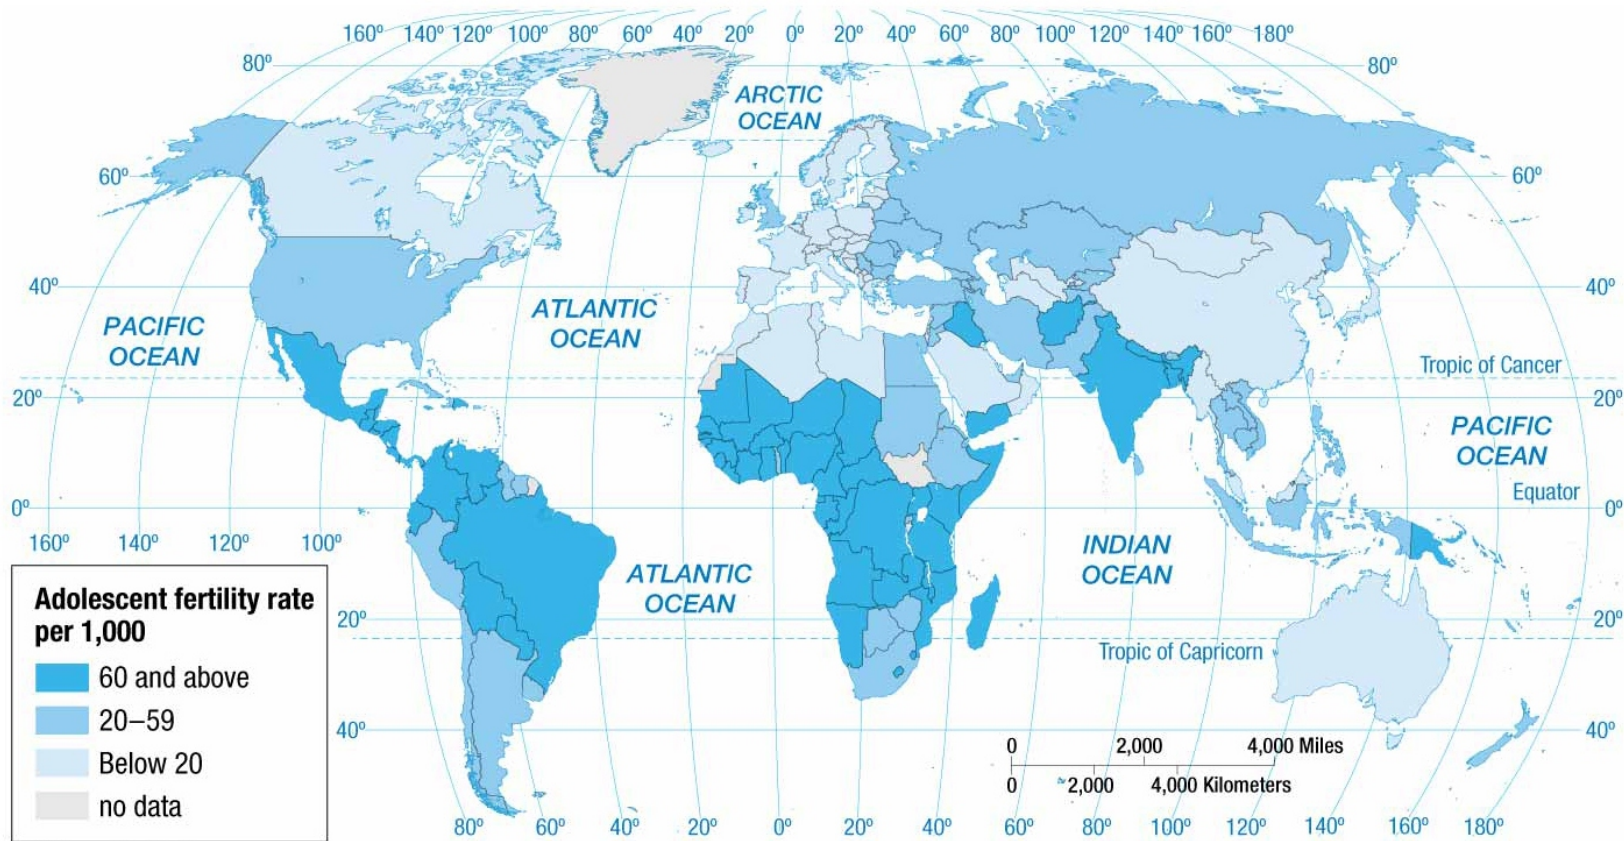 160º 140º 120º 100º 80º 60º 40º 20º 0º 20º 40º 60º 80º 100º 120º 140º 160º 180º
80º 80º
ARCTIC
OCEAN
60º 60º
40º 40º
ATLANTIC
OCEAN
PACIFIC
OCEAN
Tropic of Cancer
20º 20º
PACIFIC
OCEAN
Equator
0º 0º
160º 140º 120º 100º
INDIAN
OCEAN
ATLANTIC
OCEAN
Adolescent fertility rate
per 1,000
60 and above
20–59
Below 20
no data
20º 20º
Tropic of Capricorn
40º 40º
0 2,000 4,000 Miles
0 2,000 4,000 Kilometers
80º 60º 40º 20º 0º 20º 40º 60º 80º 100º 120º 140º 160º 180º